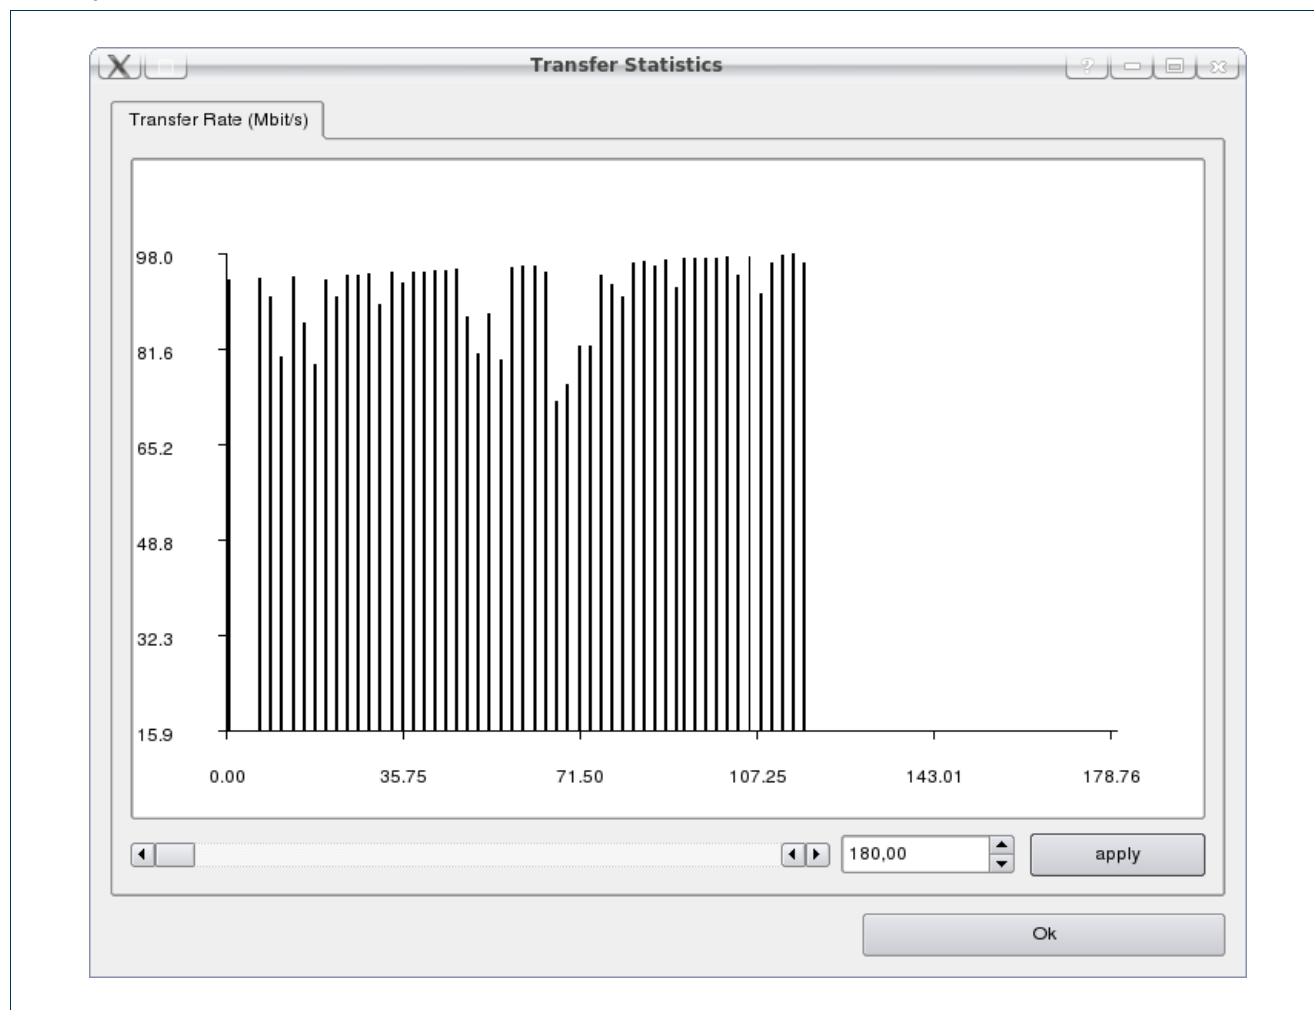 Transfer Statistics
Transfer Rate (Mbit/s)
98.0
81.6
65.2
48.8
32.3
15.9
0.00 35.75 71.50 107.25 143.01 178.76
180,00 apply
Ok